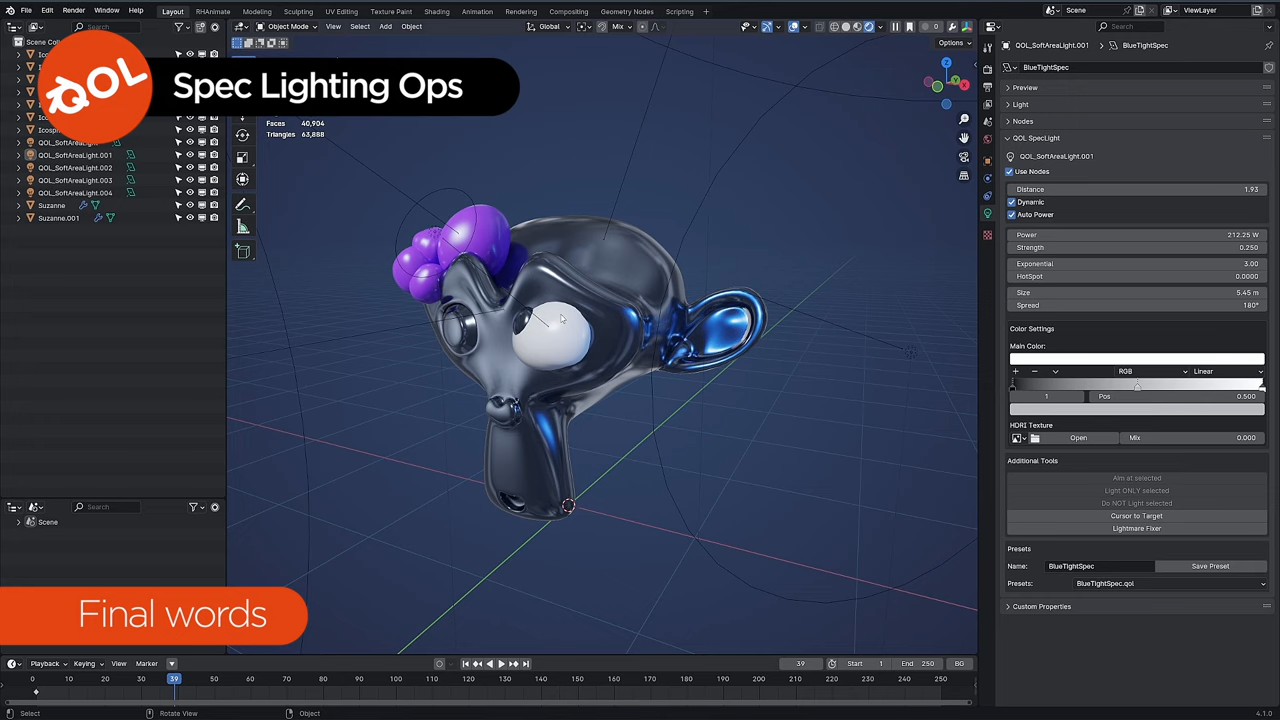 File Edit Render Window Help Layout RHAnimate Modeling Sculpting UV Editing Texture Paint Shading Animation Rendering Compositing Geometry Nodes Scripting Scene ViewLayer
Search Object Mode View Select Add Object Global Mix Search
Scene Collection Options
QOL_SoftAreaLight.001 BlueTightSpec
BlueTightSpec
QOL
Spec Lighting Ops
Faces 40,904
Triangles 63,888
QOL_SoftAreaLight
QOL_SoftAreaLight.001
QOL_SoftAreaLight.002
QOL_SoftAreaLight.003
QOL_SoftAreaLight.004
Suzanne
Suzanne.001
Scene
Z
Y
X
Preview
Light
Nodes
QOL SpecLight
QOL_SoftAreaLight.001
Use Nodes
Distance 1.93
Dynamic
Auto Power
Power 212.25 W
Strength 0.250
Exponential 3.00
HotSpot 0.0000
Size 5.45 m
Spread 180°
Color Settings
Main Color:
RGB Linear
1 Pos 0.500
HDRI Texture
Open Mix 0.000
Additional Tools
Aim at selected
Light ONLY selected
Do NOT Light selected
Cursor to Target
Lightmare Fixer
Presets
Name: BlueTightSpec Save Preset
Presets: BlueTightSpec.qol
Custom Properties
Final words
Playback Keying View Marker 39 Start 1 End 250 BG
0 10 20 30 39 50 60 70 80 90 100 110 120 130 140 150 160 170 180 190 200 210 220 230 240 250
Select Rotate View Object 4.1.0